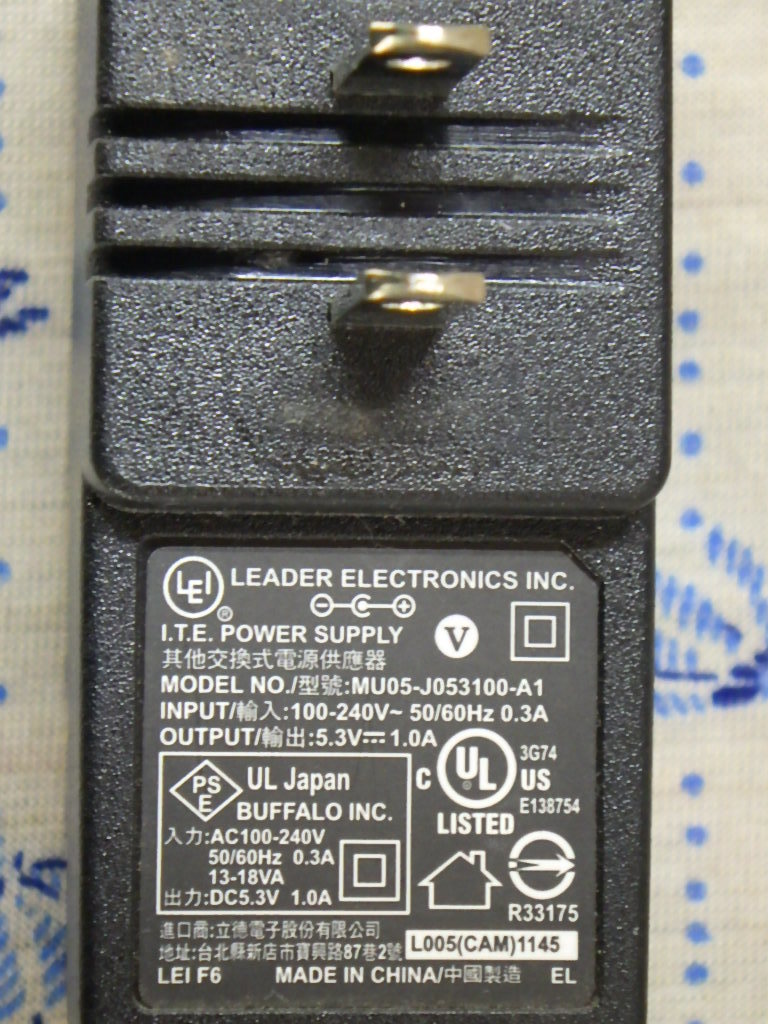 LEI ® LEADER ELECTRONICS INC.
I.T.E. POWER SUPPLY V
其他交換式電源供應器
MODEL NO./型號:MU05-J053100-A1
INPUT/輸入:100-240V~ 50/60Hz 0.3A
OUTPUT/輸出:5.3V⎓1.0A
PSE UL Japan
BUFFALO INC.
入力:AC100-240V
50/60Hz 0.3A
13-18VA
出力:DC5.3V 1.0A
C UL US
3G74
E138754
LISTED
R33175
進口商:立德電子股份有限公司
地址:台北縣新店市寶興路87巷2號
L005(CAM)1145
LEI F6 MADE IN CHINA/中國製造 EL